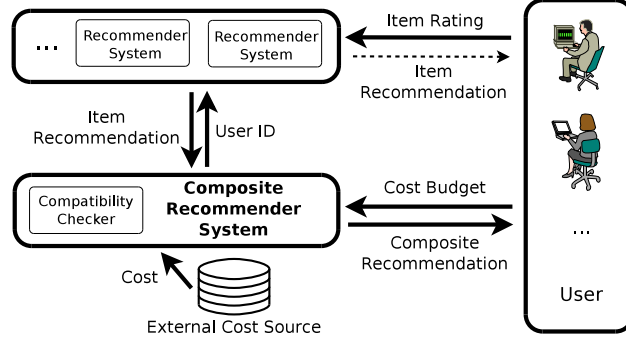 Item Rating
...
Recommender
System
Recommender
System
Item
Recommendation
Item
Recommendation
User ID
Compatibility
Checker
Composite
Recommender
System
Cost Budget
Composite
Recommendation
...
Cost
External Cost Source
User